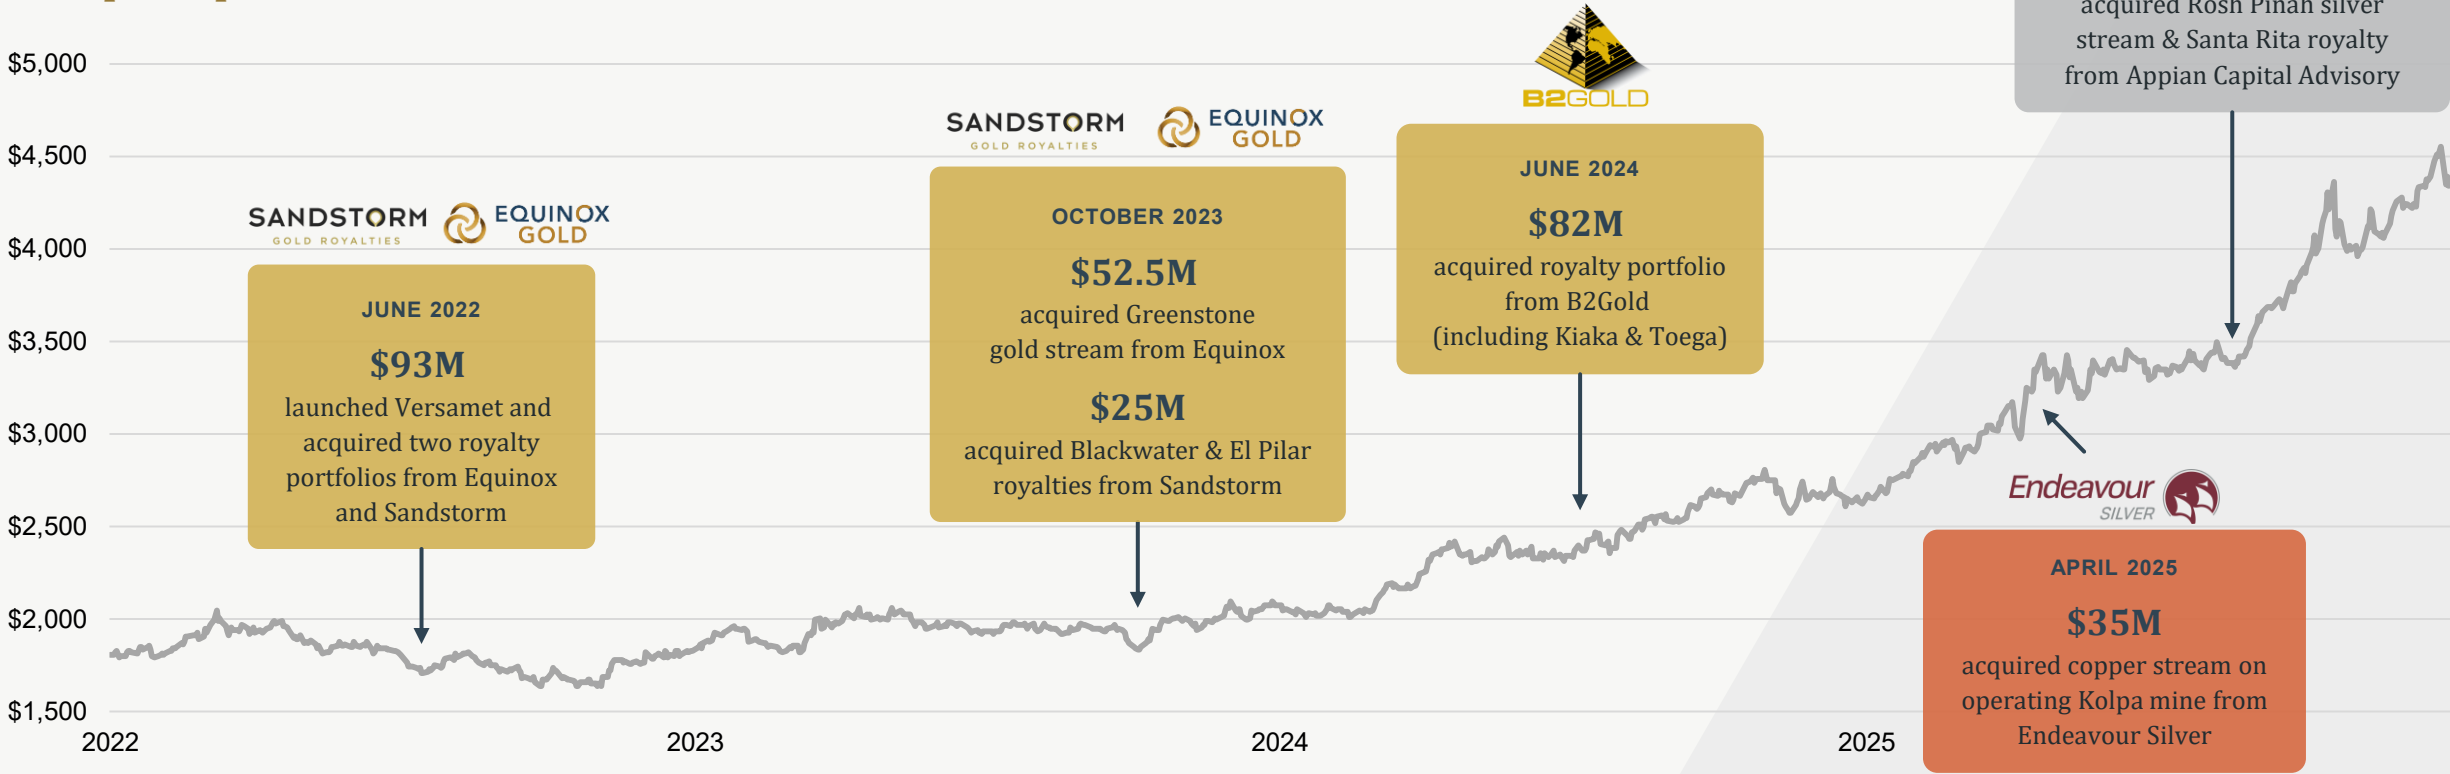 acquired Rosh Pinah silver
stream & Santa Rita royalty
from Appian Capital Advisory
$5,000
$4,500
$4,000
$3,500
$3,000
$2,500
$2,000
$1,500
2022
2023
2024
2025
SANDSTORM
GOLD ROYALTIES
EQUINOX
GOLD
JUNE 2022
$93M
launched Versamet and
acquired two royalty
portfolios from Equinox
and Sandstorm
SANDSTORM
GOLD ROYALTIES
EQUINOX
GOLD
OCTOBER 2023
$52.5M
acquired Greenstone
gold stream from Equinox
$25M
acquired Blackwater & El Pilar
royalties from Sandstorm
B2GOLD
JUNE 2024
$82M
acquired royalty portfolio
from B2Gold
(including Kiaka & Toega)
Endeavour
SILVER
APRIL 2025
$35M
acquired copper stream on
operating Kolpa mine from
Endeavour Silver